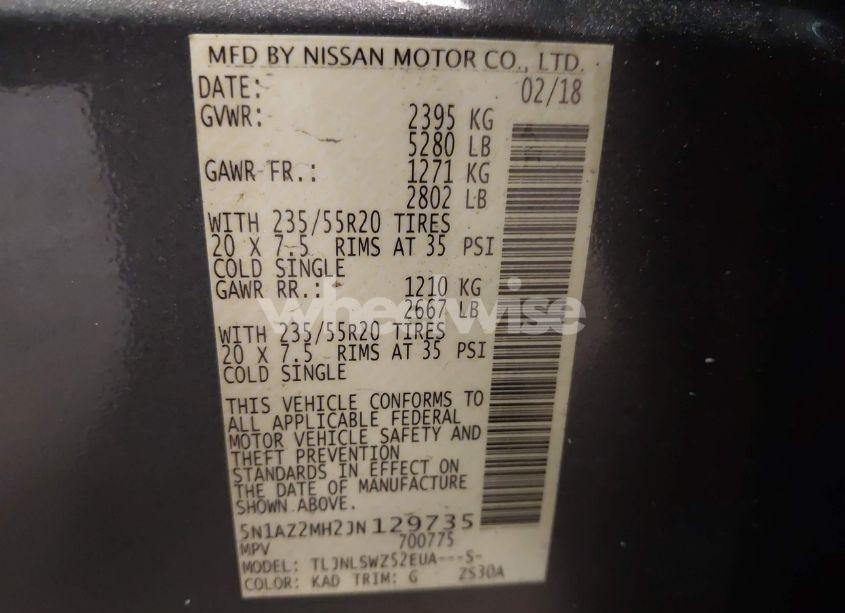 MFD BY NISSAN MOTOR CO., LTD.
DATE: 02/18
GVWR: 2395 KG
5280 LB
GAWR FR.: 1271 KG
2802 LB
WITH 235/55R20 TIRES
20 X 7.5 RIMS AT 35 PSI
COLD SINGLE
GAWR RR.: 1210 KG
2667 LB
wheelwise
WITH 235/55R20 TIRES
20 X 7.5 RIMS AT 35 PSI
COLD SINGLE
THIS VEHICLE CONFORMS TO
ALL APPLICABLE FEDERAL
MOTOR VEHICLE SAFETY AND
THEFT PREVENTION
STANDARDS IN EFFECT ON
THE DATE OF MANUFACTURE
SHOWN ABOVE.
5N1AZ2MH2JN129735
MPV 700775
MODEL: TLJNLSWZ52EUA---S-
COLOR: KAD TRIM: G ZS30A